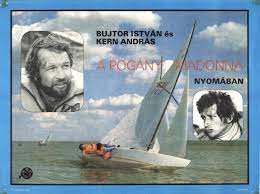 BUJTOR ISTVÁN és
KERN ANDRÁS
A POGÁNY MADONNA
NYOMÁBAN